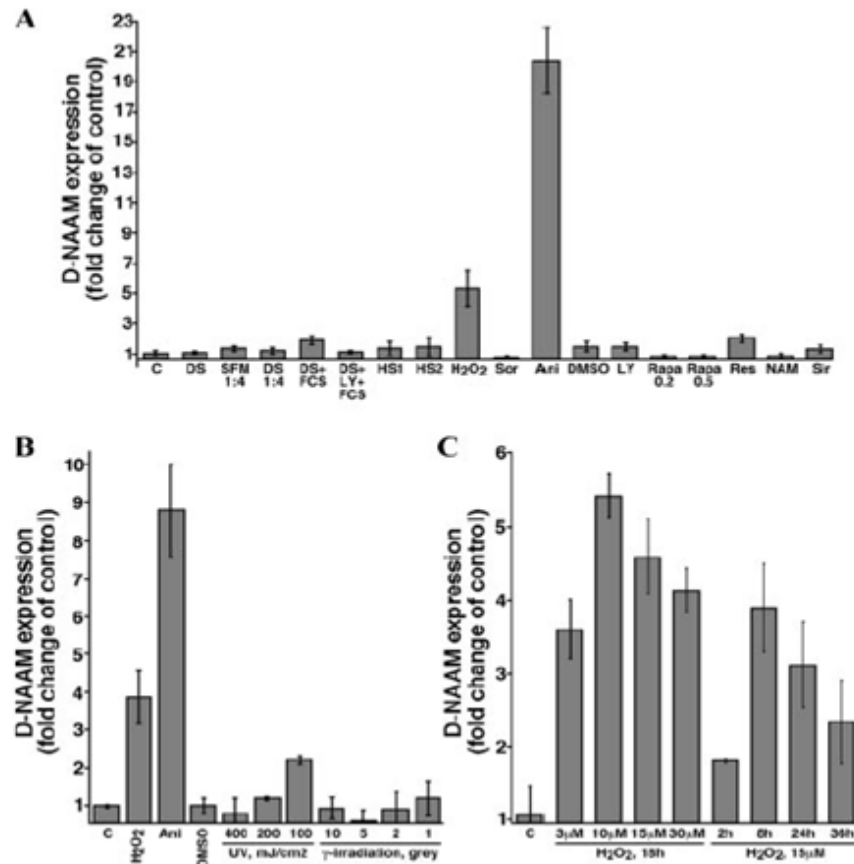 A
D-NAAM expression
(fold change of control)
23
21
19
17
15
13
11
9
7
5
3
1
C DS SFM 1:4 DS 1:4 DS+ FCS DS+ LY+ FCS HS1 HS2 H2O2 Sor Ani DMSO LY Rapa 0.2 Rapa 0.5 Res NAM Sir
B
D-NAAM expression
(fold change of control)
10
9
8
7
6
5
4
3
2
1
C H2O2 Ani DMSO 400 200 100 10 5 2 1
UV, mJ/cm2 γ-irradiation, grey
C
D-NAAM expression
(fold change of control)
6
5
4
3
2
1
C 3µM 10µM 15µM 30µM 2h 8h 24h 36h
H2O2, 18h H2O2, 15µM